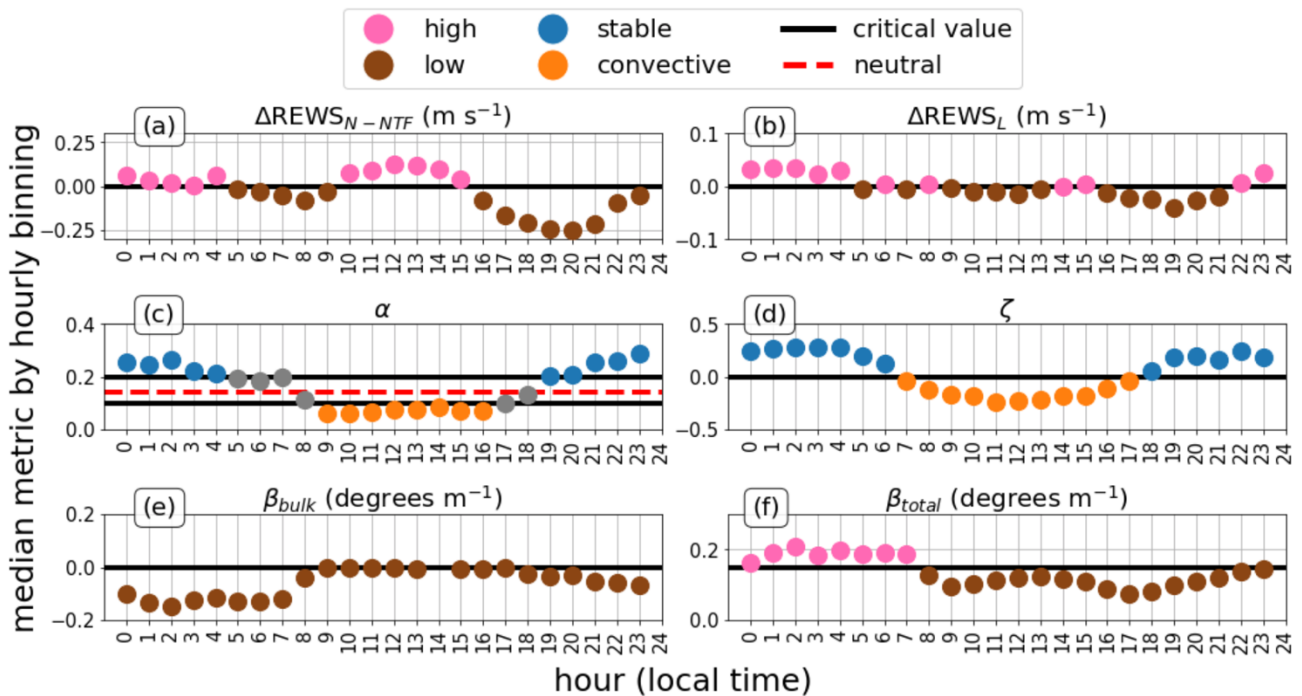 high stable critical value
low convective neutral
median metric by hourly binning
(a) ΔREWS_{N−NTF} (m s⁻¹)
0.25
0.00
−0.25
0 1 2 3 4 5 6 7 8 9 10 11 12 13 14 15 16 17 18 19 20 21 22 23 24
(b) ΔREWS_L (m s⁻¹)
0.1
0.0
−0.1
0 1 2 3 4 5 6 7 8 9 10 11 12 13 14 15 16 17 18 19 20 21 22 23 24
(c) α
0.4
0.2
0.0
0 1 2 3 4 5 6 7 8 9 10 11 12 13 14 15 16 17 18 19 20 21 22 23 24
(d) ζ
0.5
0.0
−0.5
0 1 2 3 4 5 6 7 8 9 10 11 12 13 14 15 16 17 18 19 20 21 22 23 24
(e) β_{bulk} (degrees m⁻¹)
0.2
0.0
−0.2
0 1 2 3 4 5 6 7 8 9 10 11 12 13 14 15 16 17 18 19 20 21 22 23 24
(f) β_{total} (degrees m⁻¹)
0.2
0.0
0 1 2 3 4 5 6 7 8 9 10 11 12 13 14 15 16 17 18 19 20 21 22 23 24
hour (local time)